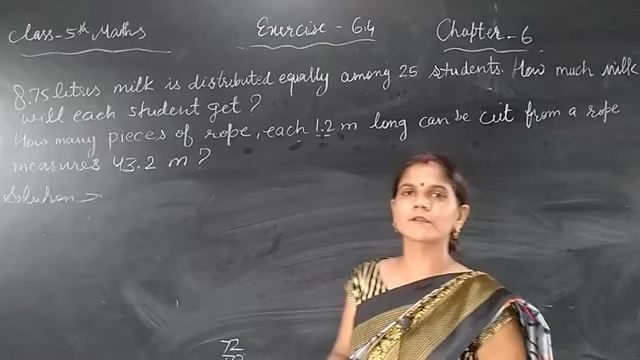 Class-5th Maths
Exercise - 6.4
Chapter-6
8.75 litres milk is distributed equally among 25 students. How much milk
will each student get?
How many pieces of rope, each 1.2 m long can be cut from a rope
measures 43.2 m?
Solution →
72